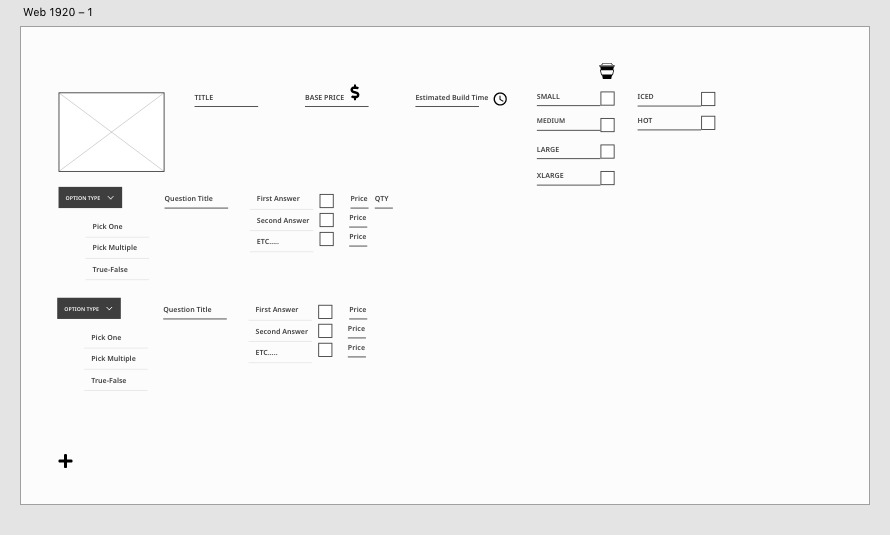 Web 1920 – 1
TITLE
BASE PRICE $
Estimated Build Time
SMALL
ICED
MEDIUM
HOT
LARGE
XLARGE
OPTION TYPE
Question Title
First Answer
Price
QTY
Second Answer
Price
ETC.....
Price
Pick One
Pick Multiple
True-False
OPTION TYPE
Question Title
First Answer
Price
Second Answer
Price
ETC.....
Price
Pick One
Pick Multiple
True-False